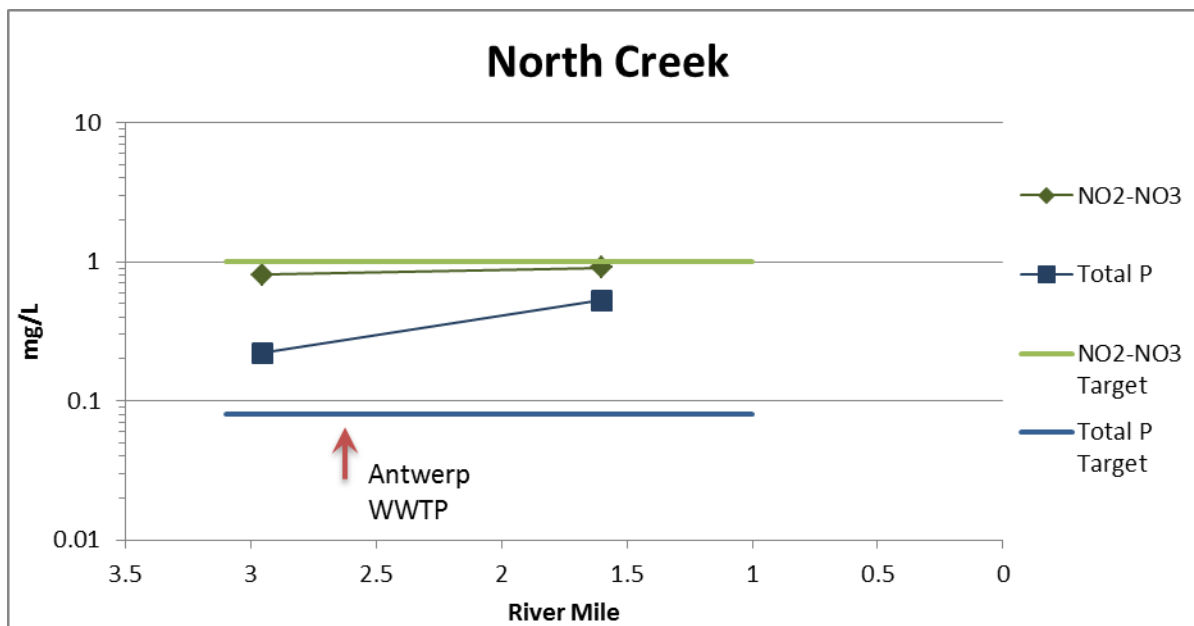 North Creek
10
1
0.1
0.01
mg/L
3.5 3 2.5 2 1.5 1 0.5 0
River Mile
Antwerp
WWTP
NO2-NO3
Total P
NO2-NO3
Target
Total P
Target